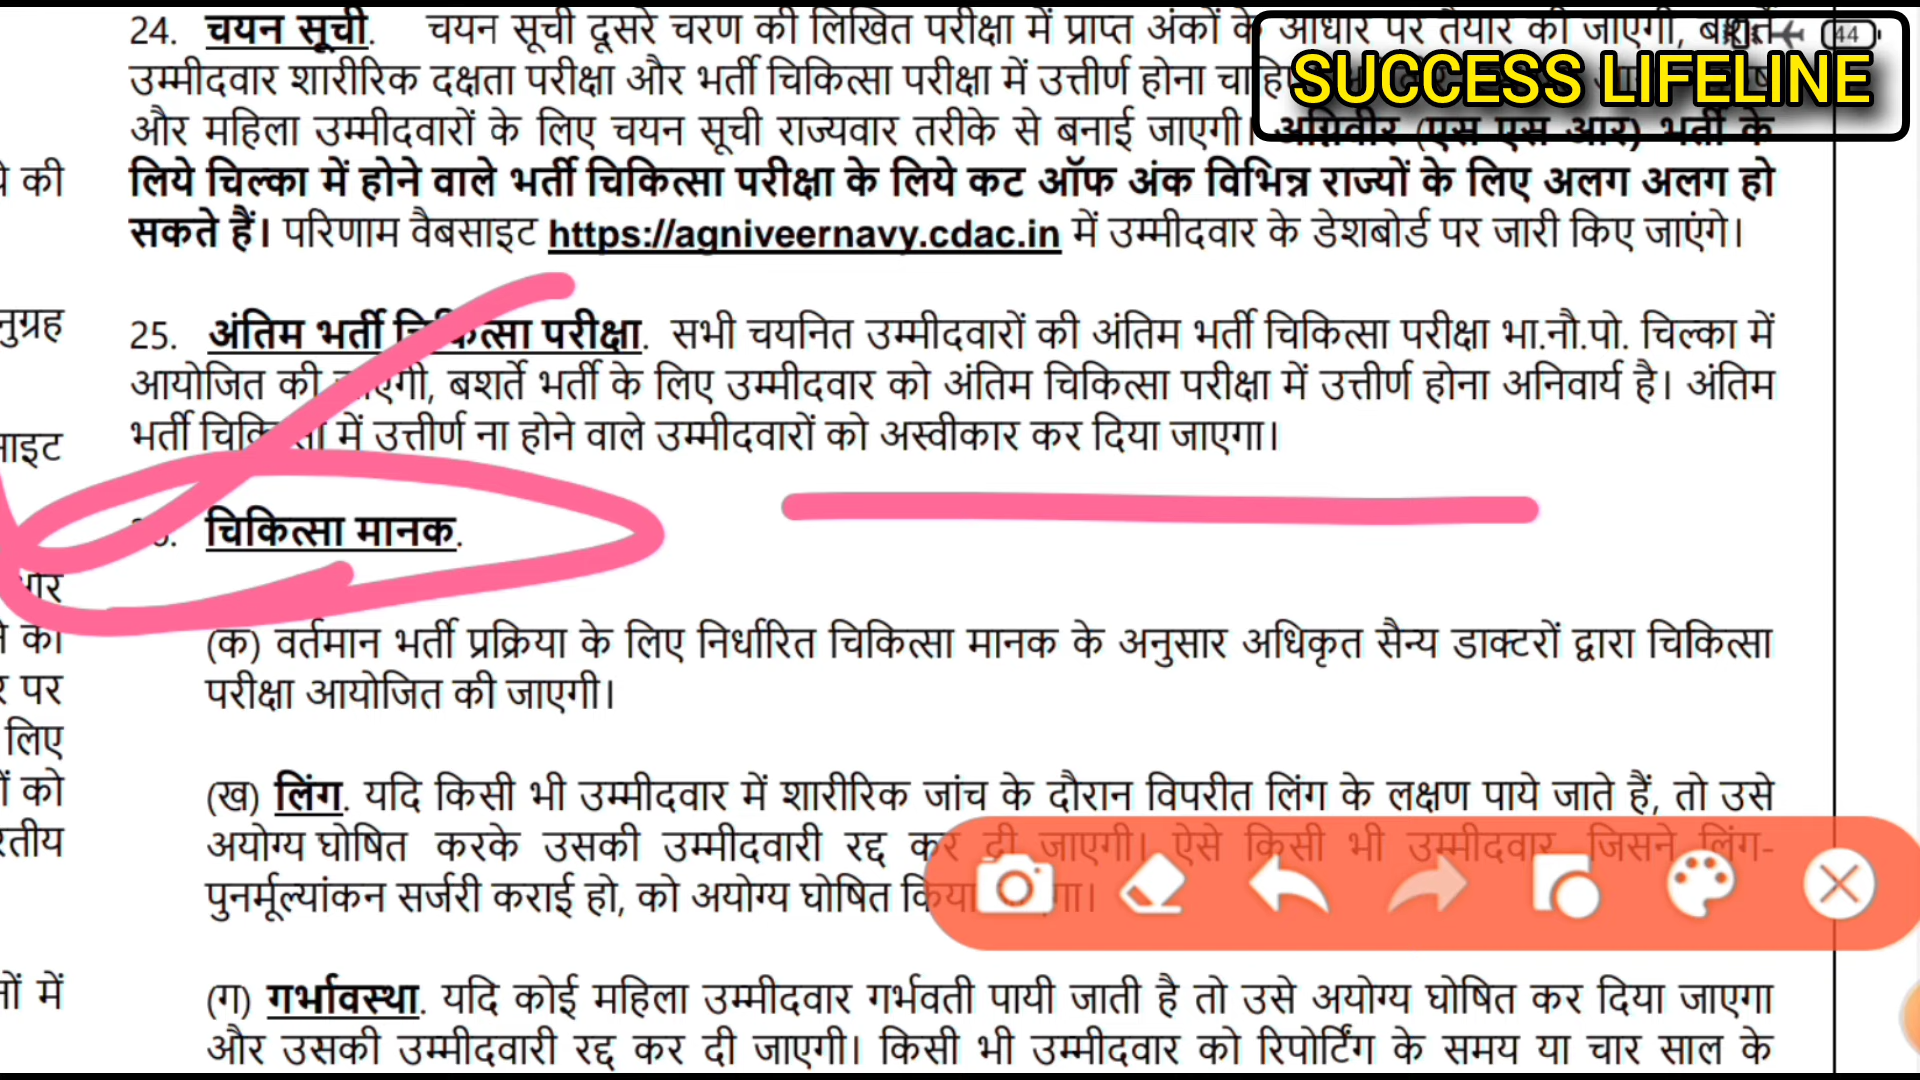 24. चयन सूची. चयन सूची दूसरे चरण की लिखित परीक्षा में प्राप्त अंकों के आधार पर तैयार की जाएगी,
44
SUCCESS LIFELINE
उम्मीदवार शारीरिक दक्षता परीक्षा और भर्ती चिकित्सा परीक्षा में उत्तीर्ण होना
और महिला उम्मीदवारों के लिए चयन सूची राज्यवार तरीके से बनाई जाएगी। अग्निवीर (एस एस आर) भर्ती के
लिये चिल्का में होने वाले भर्ती चिकित्सा परीक्षा के लिये कट ऑफ अंक विभिन्न राज्यों के लिए अलग अलग हो
सकते हैं। परिणाम वैबसाइट https://agniveernavy.cdac.in में उम्मीदवार के डेशबोर्ड पर जारी किए जाएंगे।
25. अंतिम भर्ती चिकित्सा परीक्षा. सभी चयनित उम्मीदवारों की अंतिम भर्ती चिकित्सा परीक्षा भा.नौ.पो. चिल्का में
आयोजित की जाएगी, बशर्ते भर्ती के लिए उम्मीदवार को अंतिम चिकित्सा परीक्षा में उत्तीर्ण होना अनिवार्य है। अंतिम
भर्ती चिकित्सा में उत्तीर्ण ना होने वाले उम्मीदवारों को अस्वीकार कर दिया जाएगा।
चिकित्सा मानक.
(क) वर्तमान भर्ती प्रक्रिया के लिए निर्धारित चिकित्सा मानक के अनुसार अधिकृत सैन्य डाक्टरों द्वारा चिकित्सा
परीक्षा आयोजित की जाएगी।
(ख) लिंग. यदि किसी भी उम्मीदवार में शारीरिक जांच के दौरान विपरीत लिंग के लक्षण पाये जाते हैं, तो उसे
अयोग्य घोषित करके उसकी उम्मीदवारी रद्द कर दी जाएगी। ऐसे किसी भी उम्मीदवार, जिसने लिंग-
पुनर्मूल्यांकन सर्जरी कराई हो, को अयोग्य घोषित किया
(ग) गर्भावस्था. यदि कोई महिला उम्मीदवार गर्भवती पायी जाती है तो उसे अयोग्य घोषित कर दिया जाएगा
और उसकी उम्मीदवारी रद्द कर दी जाएगी। किसी भी उम्मीदवार को रिपोर्टिंग के समय या चार साल के
की
पर
लिए
को
में